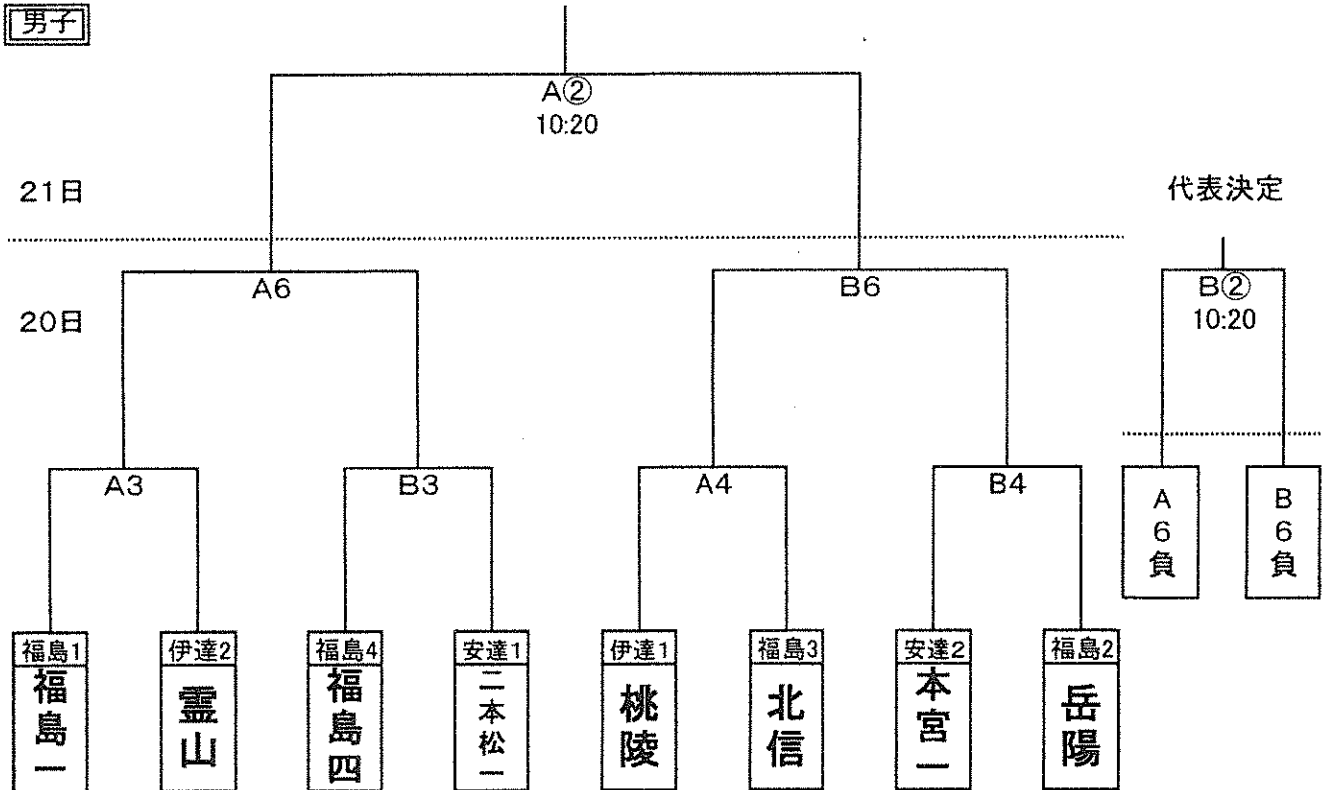 男子
A②
10:20
21日
代表決定
A6
B6
B②
10:20
20日
A3
B3
A4
B4
A6負
B6負
福島1
伊達2
福島4
安達1
伊達1
福島3
安達2
福島2
福島一
霊山
福島四
二本松一
桃陵
北信
本宮一
岳陽